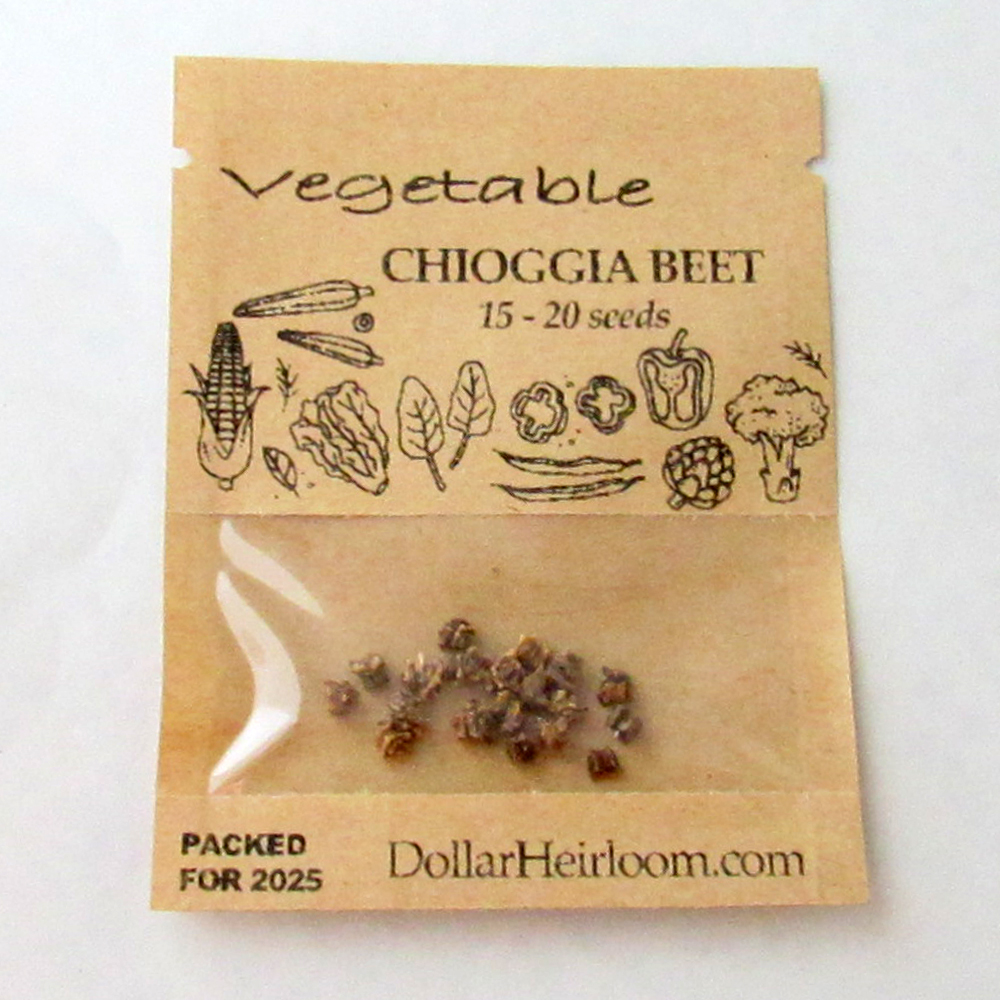 Vegetable
CHIOGGIA BEET
15 - 20 seeds
PACKED
FOR 2025
DollarHeirloom.com